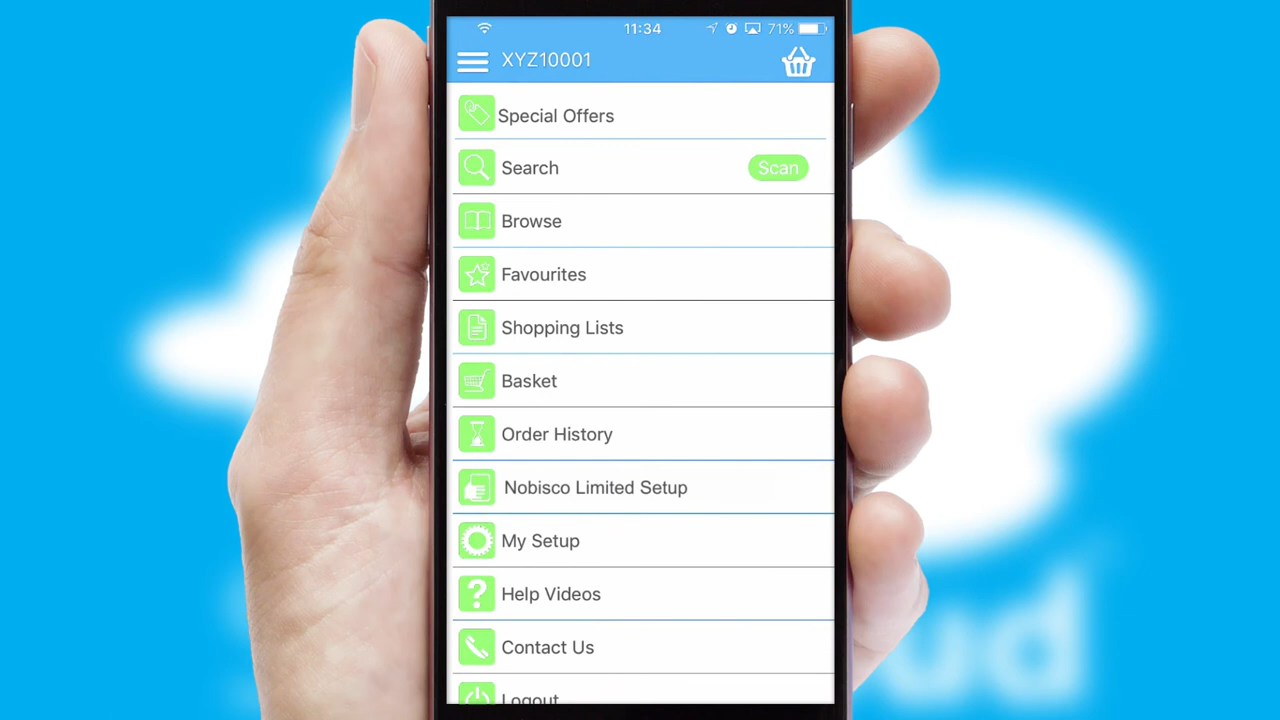 11:34
71%
XYZ10001
Special Offers
Search
Scan
Browse
Favourites
Shopping Lists
Basket
Order History
Nobisco Limited Setup
My Setup
Help Videos
Contact Us
Logout